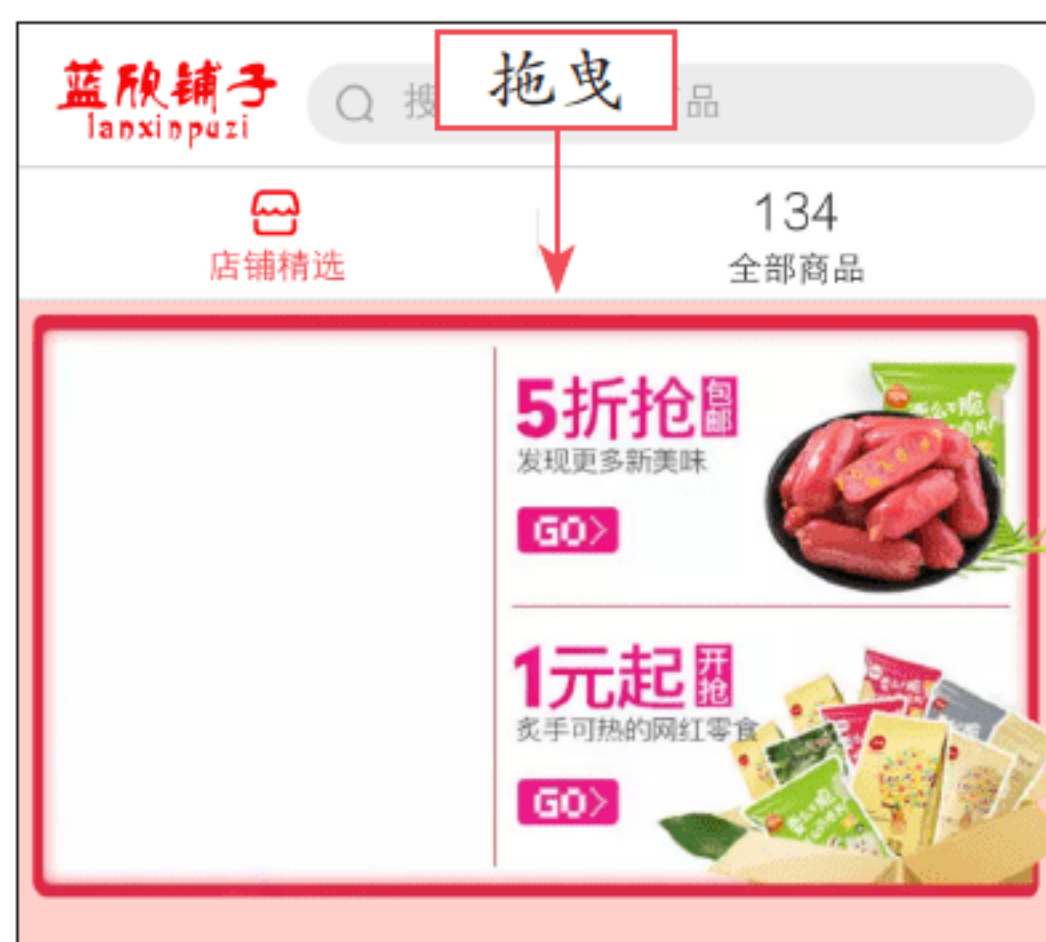 蓝欣铺子
lanxinpuzi
搜 品
拖曳
134
店铺精选
全部商品
5折抢包邮
发现更多新美味
GO>
1元起开抢
炙手可热的网红零食
GO>